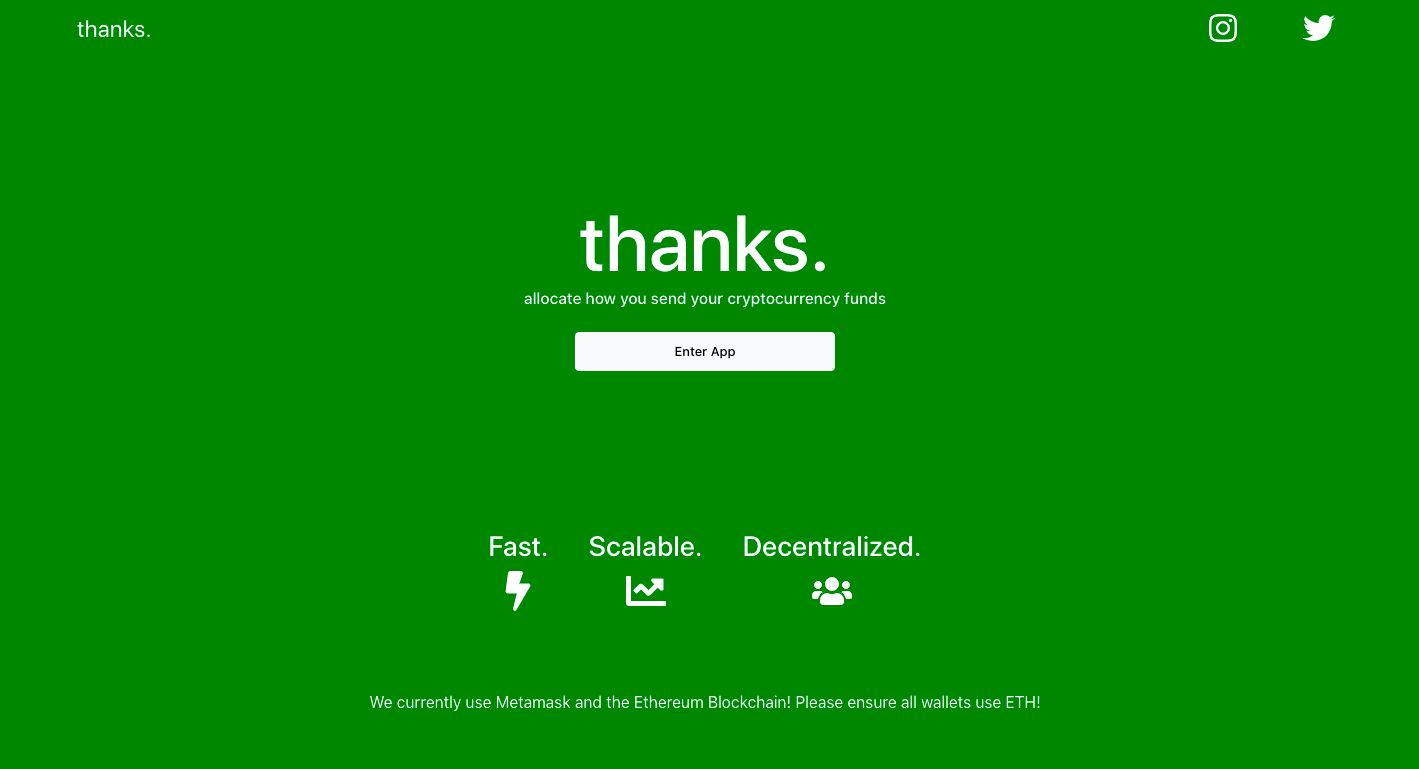 thanks.
thanks.
allocate how you send your cryptocurrency funds
Enter App
Fast. Scalable. Decentralized.
We currently use Metamask and the Ethereum Blockchain! Please ensure all wallets use ETH!